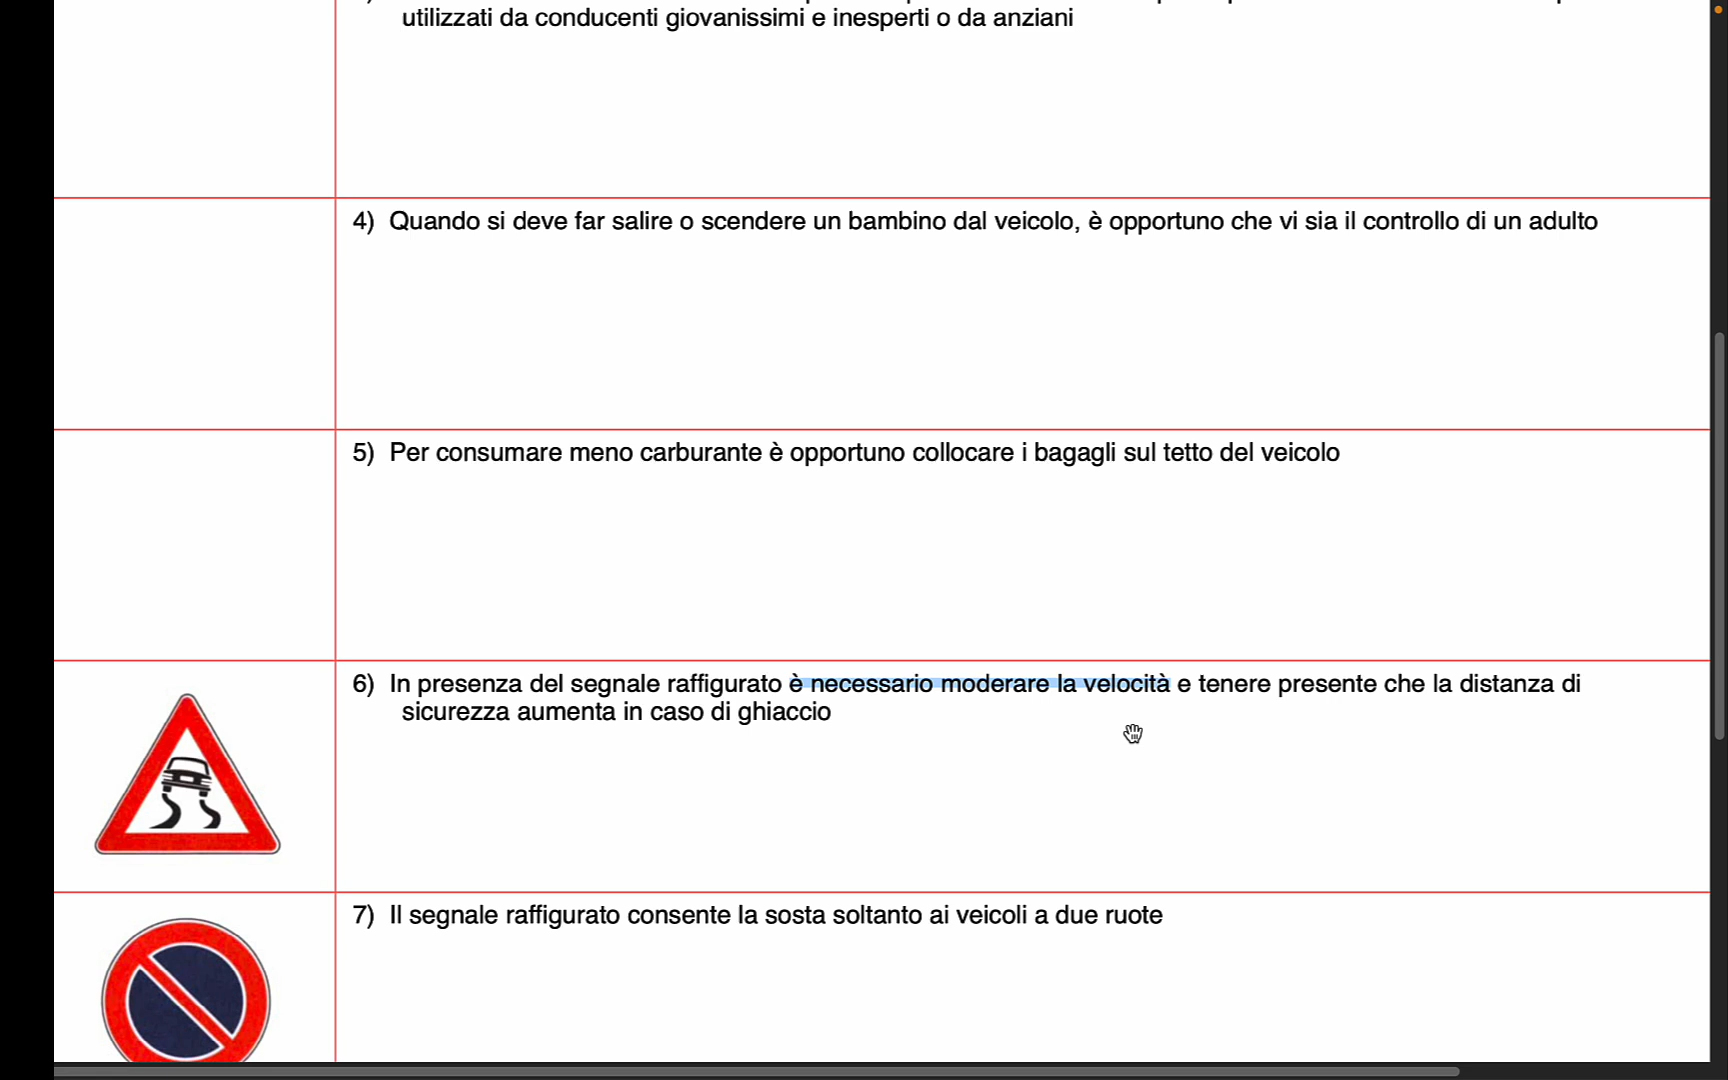 utilizzati da conducenti giovanissimi e inesperti o da anziani
4) Quando si deve far salire o scendere un bambino dal veicolo, è opportuno che vi sia il controllo di un adulto
5) Per consumare meno carburante è opportuno collocare i bagagli sul tetto del veicolo
6) In presenza del segnale raffigurato è necessario moderare la velocità e tenere presente che la distanza di
sicurezza aumenta in caso di ghiaccio
7) Il segnale raffigurato consente la sosta soltanto ai veicoli a due ruote